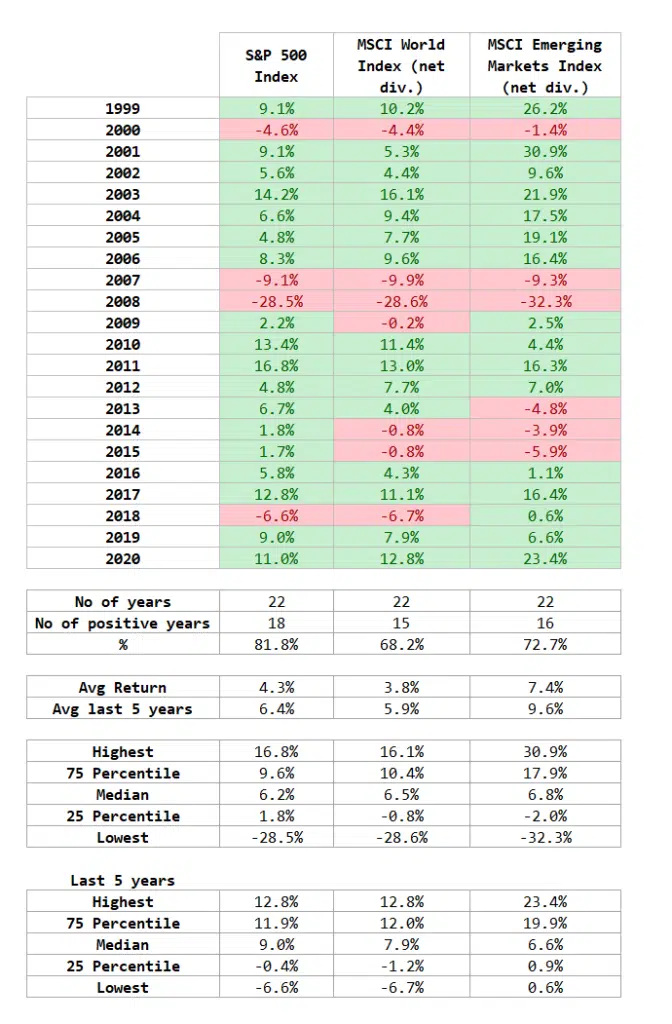 S&P 500 Index MSCI World Index (net div.) MSCI Emerging Markets Index (net div.)
1999 9.1% 10.2% 26.2%
2000 -4.6% -4.4% -1.4%
2001 9.1% 5.3% 30.9%
2002 5.6% 4.4% 9.6%
2003 14.2% 16.1% 21.9%
2004 6.6% 9.4% 17.5%
2005 4.8% 7.7% 19.1%
2006 8.3% 9.6% 16.4%
2007 -9.1% -9.9% -9.3%
2008 -28.5% -28.6% -32.3%
2009 2.2% -0.2% 2.5%
2010 13.4% 11.4% 4.4%
2011 16.8% 13.0% 16.3%
2012 4.8% 7.7% 7.0%
2013 6.7% 4.0% -4.8%
2014 1.8% -0.8% -3.9%
2015 1.7% -0.8% -5.9%
2016 5.8% 4.3% 1.1%
2017 12.8% 11.1% 16.4%
2018 -6.6% -6.7% 0.6%
2019 9.0% 7.9% 6.6%
2020 11.0% 12.8% 23.4%
No of years 22 22 22
No of positive years 18 15 16
% 81.8% 68.2% 72.7%
Avg Return 4.3% 3.8% 7.4%
Avg last 5 years 6.4% 5.9% 9.6%
Highest 16.8% 16.1% 30.9%
75 Percentile 9.6% 10.4% 17.9%
Median 6.2% 6.5% 6.8%
25 Percentile 1.8% -0.8% -2.0%
Lowest -28.5% -28.6% -32.3%
Last 5 years
Highest 12.8% 12.8% 23.4%
75 Percentile 11.9% 12.0% 19.9%
Median 9.0% 7.9% 6.6%
25 Percentile -0.4% -1.2% 0.9%
Lowest -6.6% -6.7% 0.6%